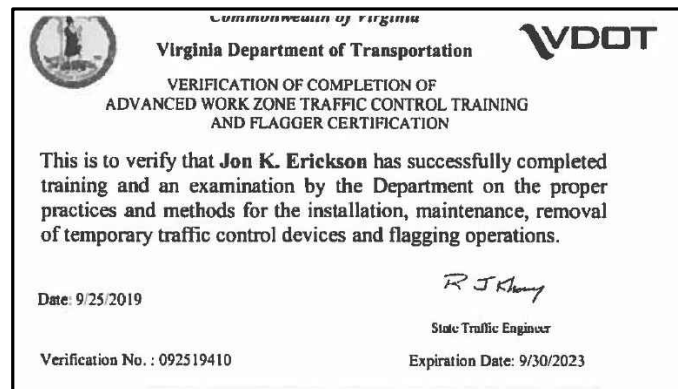 Commonwealth of Virginia
VDOT
Virginia Department of Transportation
VERIFICATION OF COMPLETION OF
ADVANCED WORK ZONE TRAFFIC CONTROL TRAINING
AND FLAGGER CERTIFICATION
This is to verify that Jon K. Erickson has successfully completed
training and an examination by the Department on the proper
practices and methods for the installation, maintenance, removal
of temporary traffic control devices and flagging operations.
Date: 9/25/2019
State Traffic Engineer
Verification No. : 092519410
Expiration Date: 9/30/2023